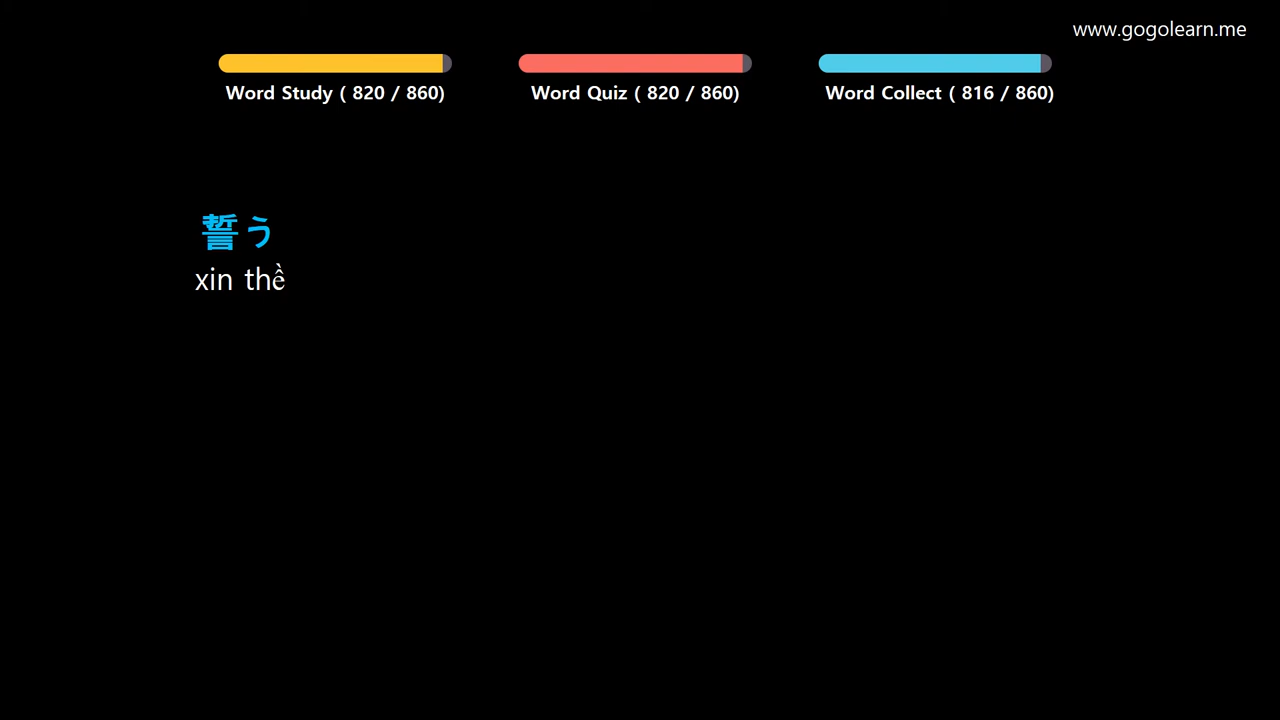 www.gogolearn.me
Word Study ( 820 / 860)
Word Quiz ( 820 / 860)
Word Collect ( 816 / 860)
誓う
xin thề